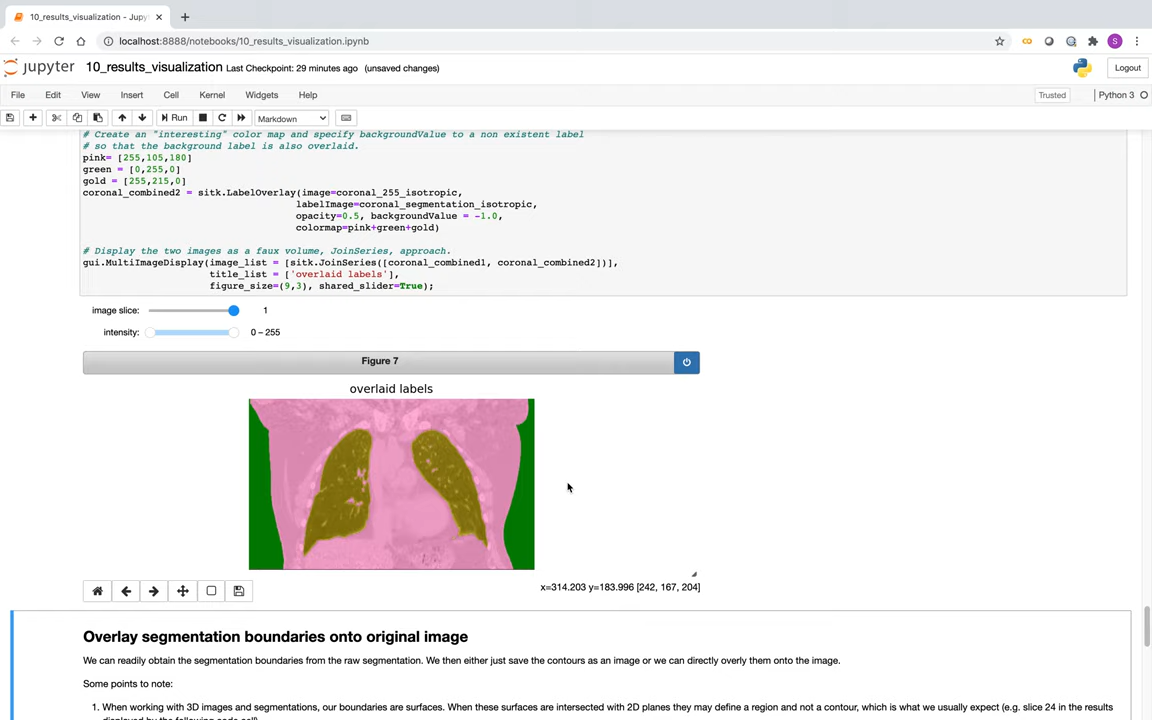 10_results_visualization - Jupy
localhost:8888/notebooks/10_results_visualization.ipynb
S
jupyter 10_results_visualization Last Checkpoint: 29 minutes ago (unsaved changes)
Logout
File Edit View Insert Cell Kernel Widgets Help
Trusted Python 3
Run Markdown
# Create an "interesting" color map and specify backgroundValue to a non existent label
# so that the background label is also overlaid.
pink= [255,105,180]
green = [0,255,0]
gold = [255,215,0]
coronal_combined2 = sitk.LabelOverlay(image=coronal_255_isotropic,
labelImage=coronal_segmentation_isotropic,
opacity=0.5, backgroundValue = -1.0,
colormap=pink+green+gold)
# Display the two images as a faux volume, JoinSeries, approach.
gui.MultiImageDisplay(image_list = [sitk.JoinSeries([coronal_combined1, coronal_combined2])],
title_list = ['overlaid labels'],
figure_size=(9,3), shared_slider=True);
image slice: 1
intensity: 0 – 255
Figure 7
overlaid labels
x=314.203 y=183.996 [242, 167, 204]
Overlay segmentation boundaries onto original image
We can readily obtain the segmentation boundaries from the raw segmentation. We then either just save the contours as an image or we can directly overly them onto the image.
Some points to note:
1. When working with 3D images and segmentations, our boundaries are surfaces. When these surfaces are intersected with 2D planes they may define a region and not a contour, which is what we usually expect (e.g. slice 24 in the results
displayed by the following code cell).